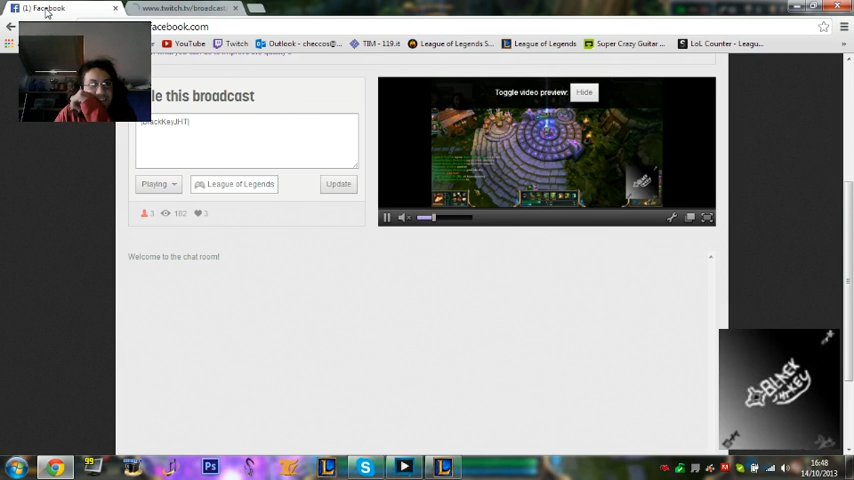 (1) Facebook
www.twitch.tv/broadcast
facebook.com
YouTube
Twitch
Outlook - checcos@...
TIM - 119.it
League of Legends S...
League of Legends
Super Crazy Guitar ...
LoL Counter - Leagu...
le this broadcast
Toggle video preview:
Hide
Playing
League of Legends
Update
3
182
3
Welcome to the chat room!
BLACK
KEY
99
Ps
16:48
14/10/2013